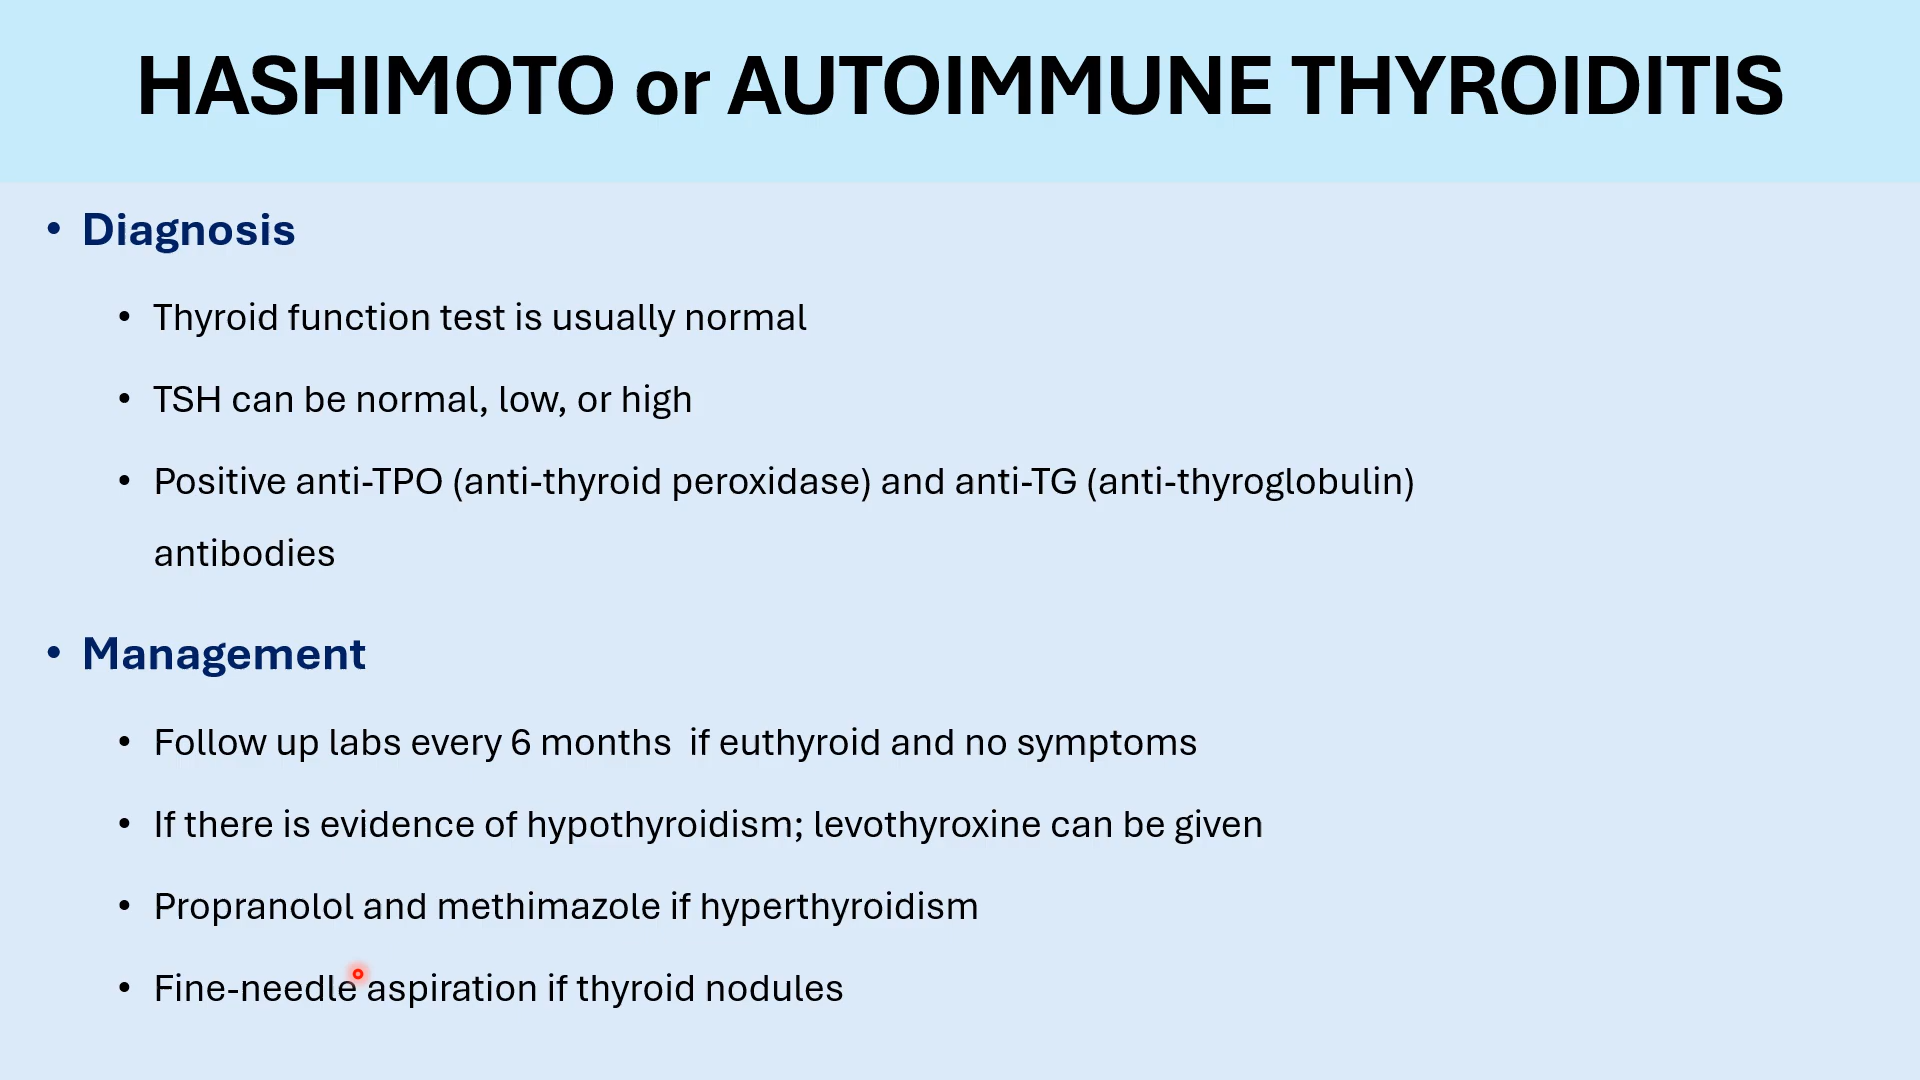 HASHIMOTO or AUTOIMMUNE THYROIDITIS
• Diagnosis
• Thyroid function test is usually normal
• TSH can be normal, low, or high
• Positive anti-TPO (anti-thyroid peroxidase) and anti-TG (anti-thyroglobulin)
antibodies
• Management
• Follow up labs every 6 months  if euthyroid and no symptoms
• If there is evidence of hypothyroidism; levothyroxine can be given
• Propranolol and methimazole if hyperthyroidism
• Fine-needle aspiration if thyroid nodules